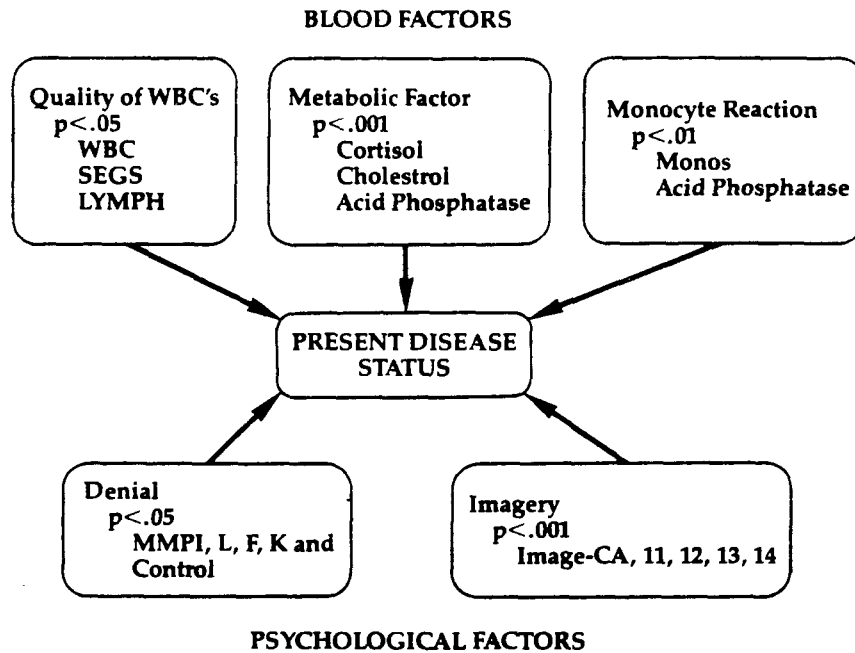 BLOOD FACTORS
Quality of WBC's
p<.05
WBC
SEGS
LYMPH
Metabolic Factor
p<.001
Cortisol
Cholestrol
Acid Phosphatase
Monocyte Reaction
p<.01
Monos
Acid Phosphatase
PRESENT DISEASE
STATUS
Denial
p<.05
MMPI, L, F, K and
Control
Imagery
p<.001
Image-CA, 11, 12, 13, 14
PSYCHOLOGICAL FACTORS